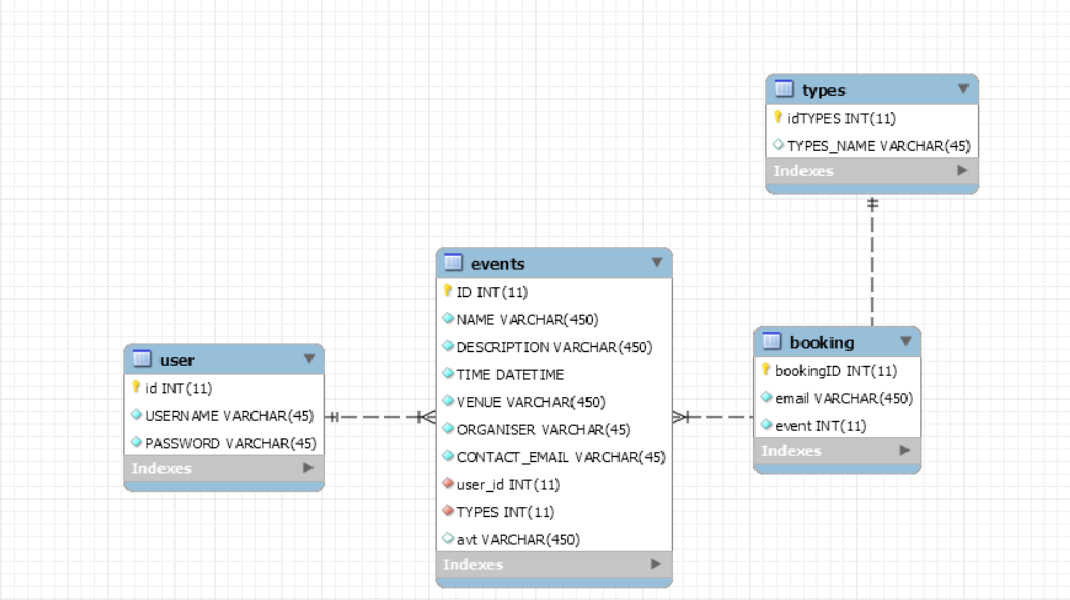 types
idTYPES INT(11)
TYPES_NAME VARCHAR(45)
Indexes
events
ID INT(11)
NAME VARCHAR(450)
DESCRIPTION VARCHAR(450)
TIME DATETIME
VENUE VARCHAR(450)
ORGANISER VARCHAR(45)
CONTACT_EMAIL VARCHAR(45)
user_id INT(11)
TYPES INT(11)
avt VARCHAR(450)
Indexes
booking
bookingID INT(11)
email VARCHAR(450)
event INT(11)
Indexes
user
id INT(11)
USERNAME VARCHAR(45)
PASSWORD VARCHAR(45)
Indexes